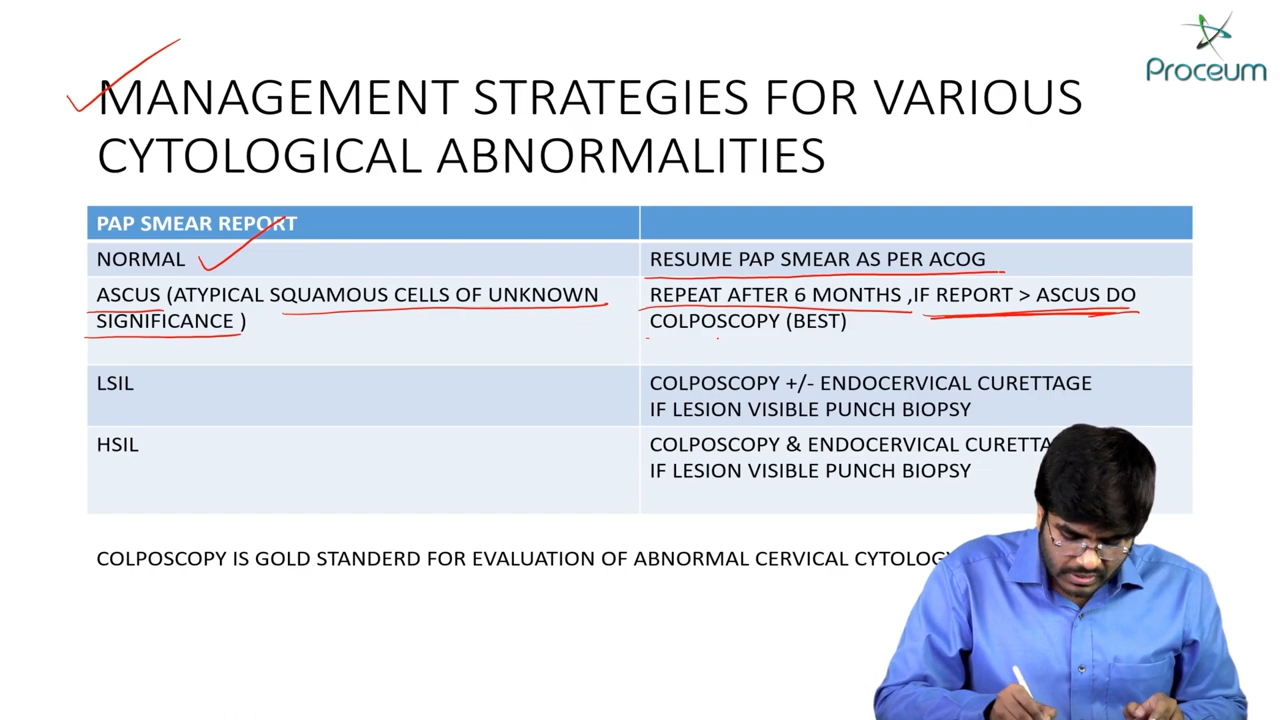 Proceum
MANAGEMENT STRATEGIES FOR VARIOUS
CYTOLOGICAL ABNORMALITIES
PAP SMEAR REPORT
NORMAL
RESUME PAP SMEAR AS PER ACOG
ASCUS (ATYPICAL SQUAMOUS CELLS OF UNKNOWN
SIGNIFICANCE )
REPEAT AFTER 6 MONTHS ,IF REPORT > ASCUS DO
COLPOSCOPY (BEST)
LSIL
COLPOSCOPY +/- ENDOCERVICAL CURETTAGE
IF LESION VISIBLE PUNCH BIOPSY
HSIL
COLPOSCOPY & ENDOCERVICAL
IF LESION VISIBLE PUNCH BIOPSY
COLPOSCOPY IS GOLD STANDERD FOR EVALUATION OF ABNORMAL CERVICAL CYTOLOGY